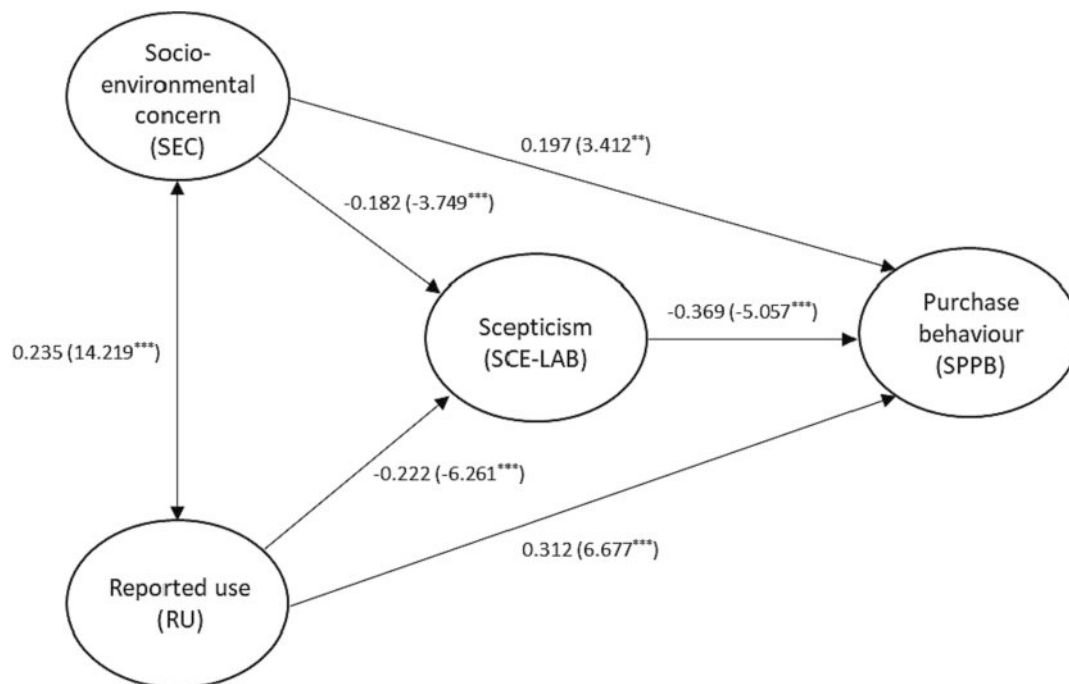 Socio-
environmental
concern
(SEC)
0.197 (3.412**)
-0.182 (-3.749***)
Scepticism
(SCE-LAB)
-0.369 (-5.057***)
Purchase
behaviour
(SPPB)
0.235 (14.219***)
-0.222 (-6.261***)
0.312 (6.677***)
Reported use
(RU)